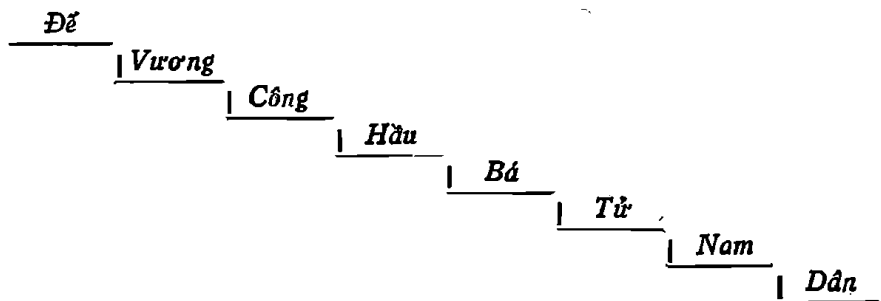 Đế
Vương
Công
Hầu
Bá
Tử
Nam
Dân